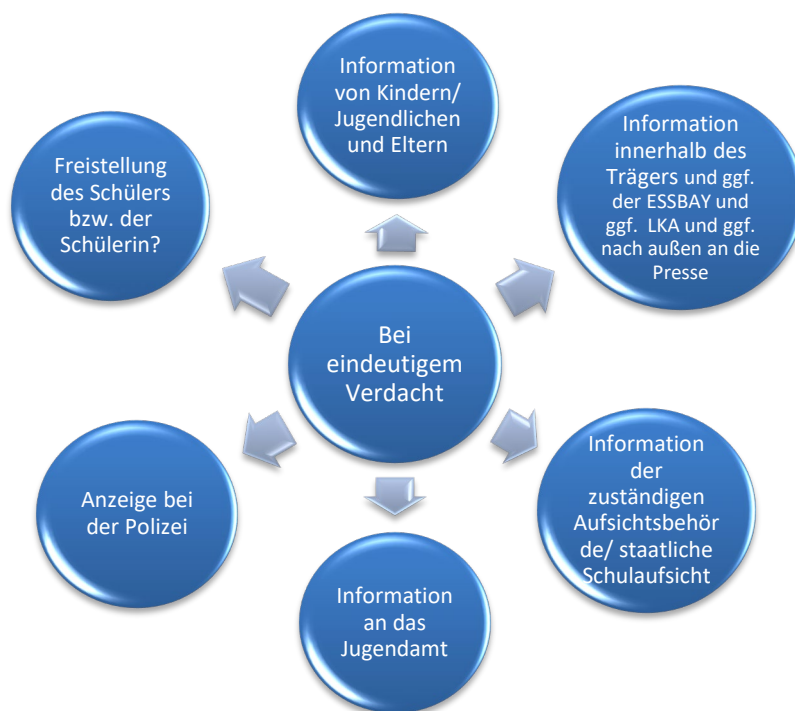 Information
von Kindern/
Jugendlichen
und Eltern
Information
innerhalb des
Trägers und ggf.
der ESSBAY und
ggf. LKA und ggf.
nach außen an die
Presse
Information
der
zuständigen
Aufsichtsbehör
de/ staatliche
Schulaufsicht
Information
an das
Jugendamt
Anzeige bei
der Polizei
Freistellung
des Schülers
bzw. der
Schülerin?
Bei
eindeutigem
Verdacht